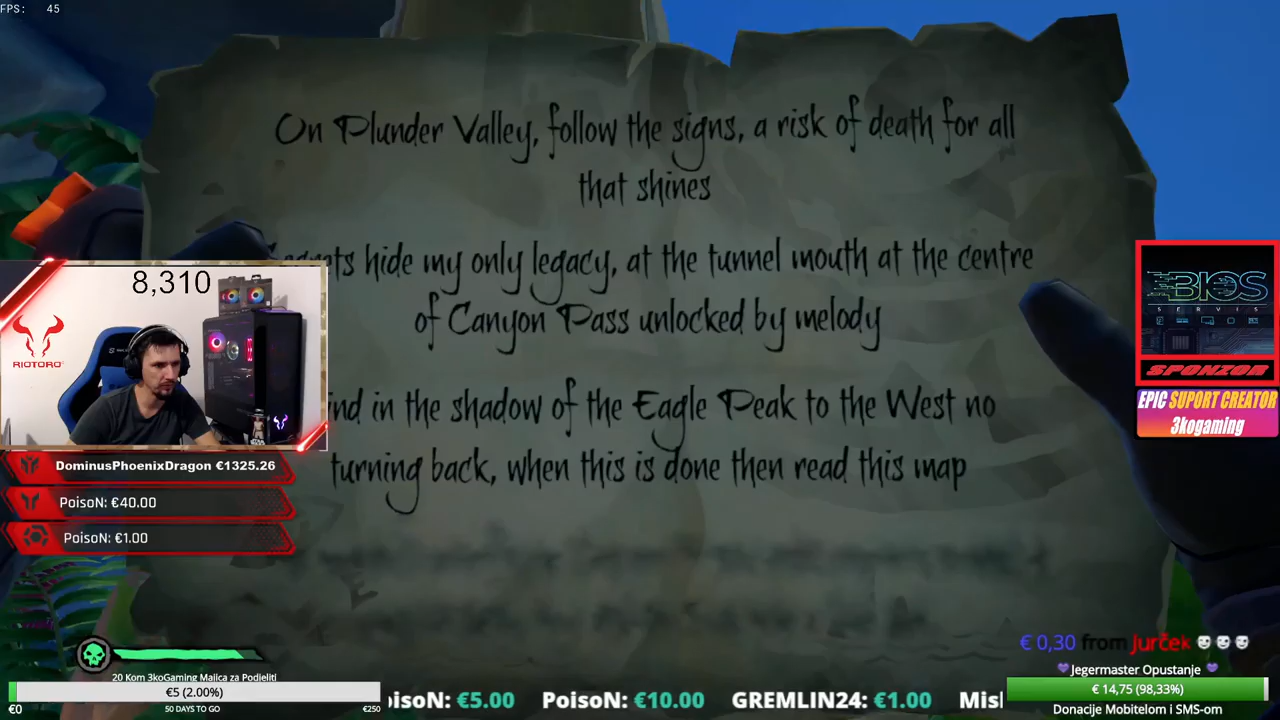 FPS: 45
On Plunder Valley, follow the signs, a risk of death for all
that shines
hide my only legacy, at the tunnel mouth at the centre
of Canyon Pass unlocked by melody
in the shadow of the Eagle Peak to the West no
turning back, when this is done then read this map
8,310
RIOTORO
DominusPhoenixDragon €1325.26
PoisoN: €40.00
PoisoN: €1.00
BIOS
SERVIS
SPONZOR
EPIC SUPORT CREATOR
3kogaming
€ 0,30 from Jurček
Jegermaster Opustanje
€ 14,75 (98,33%)
Donacije Mobitelom i SMS-om
20 Kom 3koGaming Majica za Podijeliti
€5 (2.00%)
€0 50 DAYS TO GO €250
oisoN: €5.00 PoisoN: €10.00 GREMLIN24: €1.00 Misl